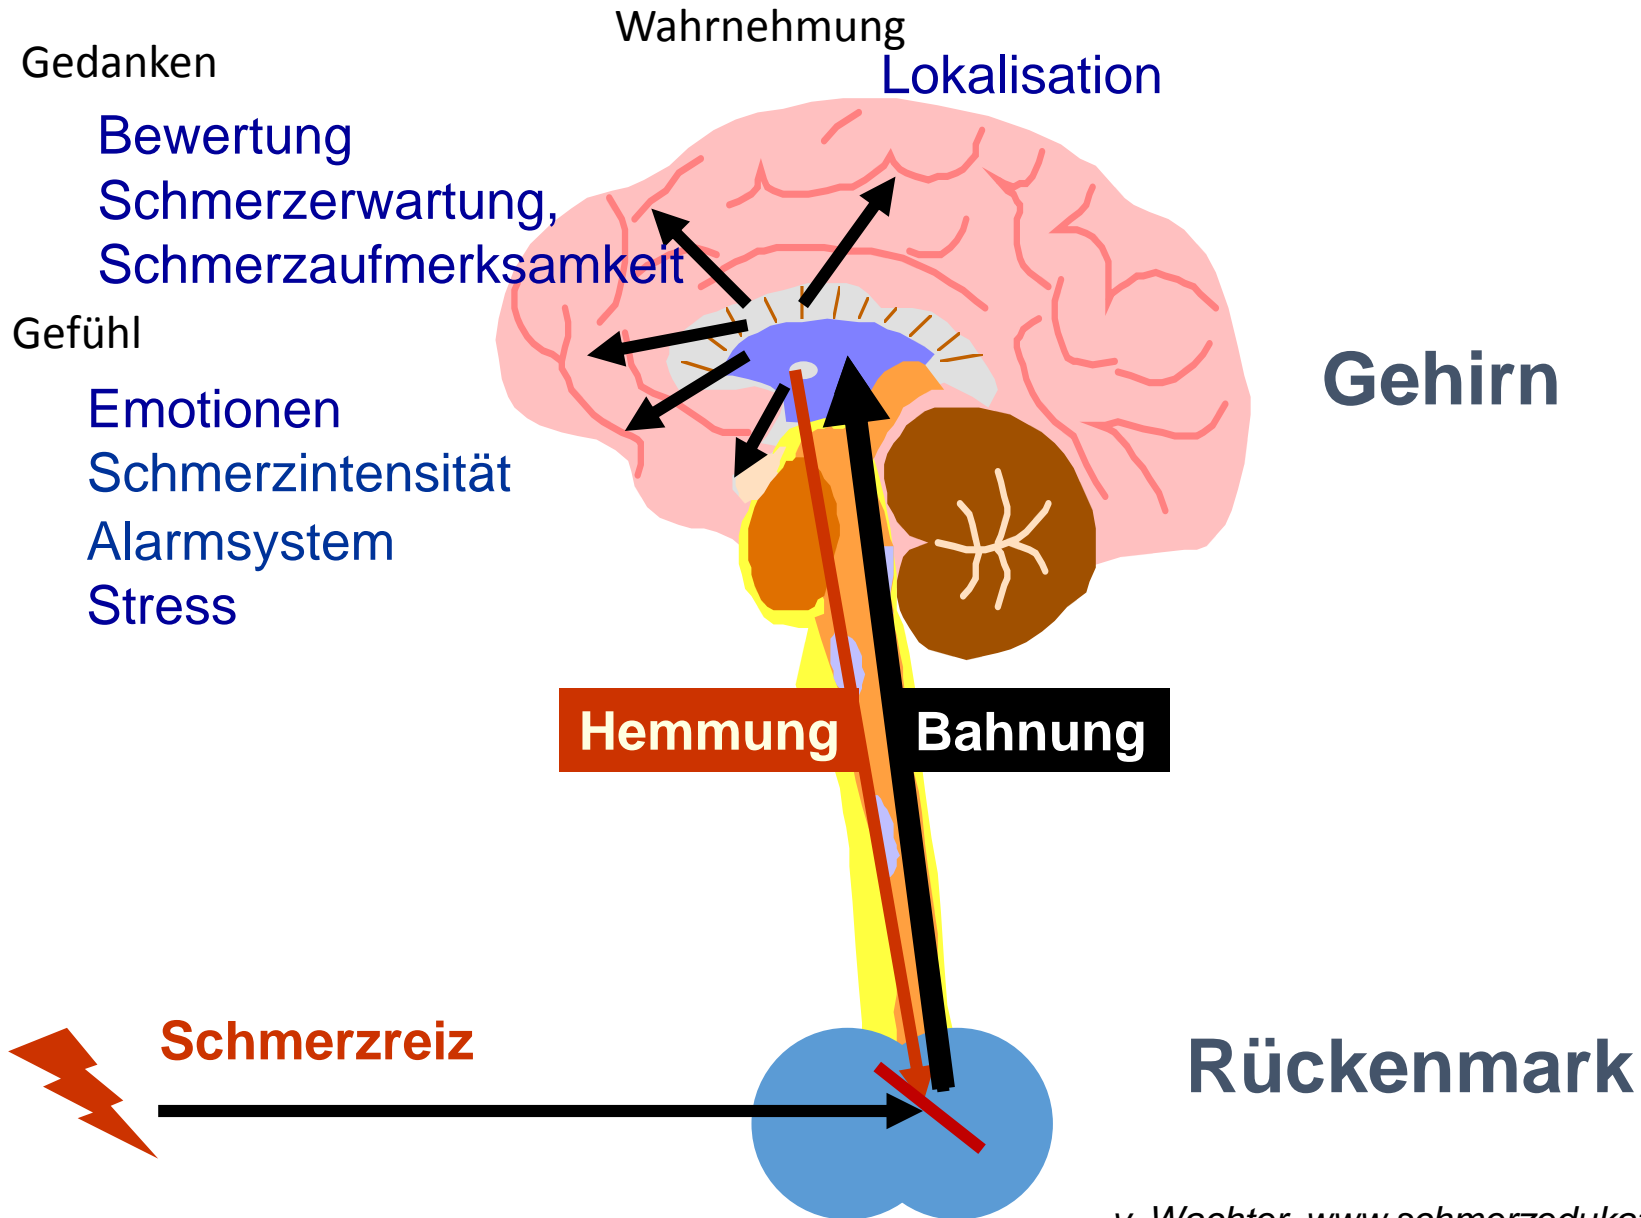 Wahrnehmung
Gedanken
Lokalisation
Bewertung
Schmerzerwartung,
Schmerzaufmerksamkeit
Gefühl
Gehirn
Emotionen
Schmerzintensität
Alarmsystem
Stress
Hemmung
Bahnung
Schmerzreiz
Rückenmark